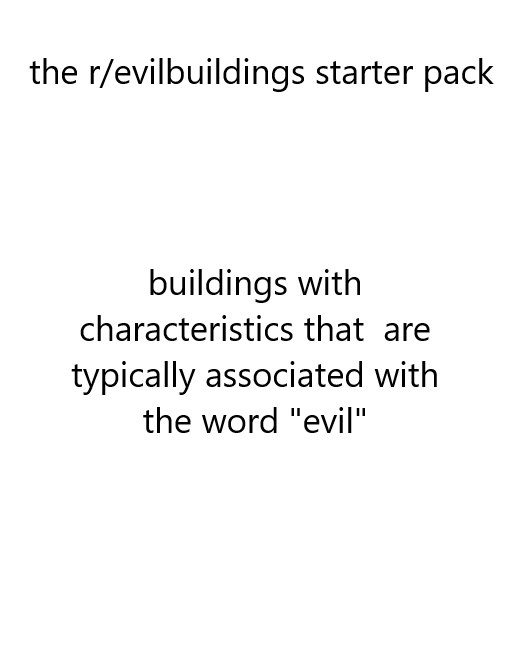 the r/evilbuildings starter pack
buildings with
characteristics that  are
typically associated with
the word "evil"